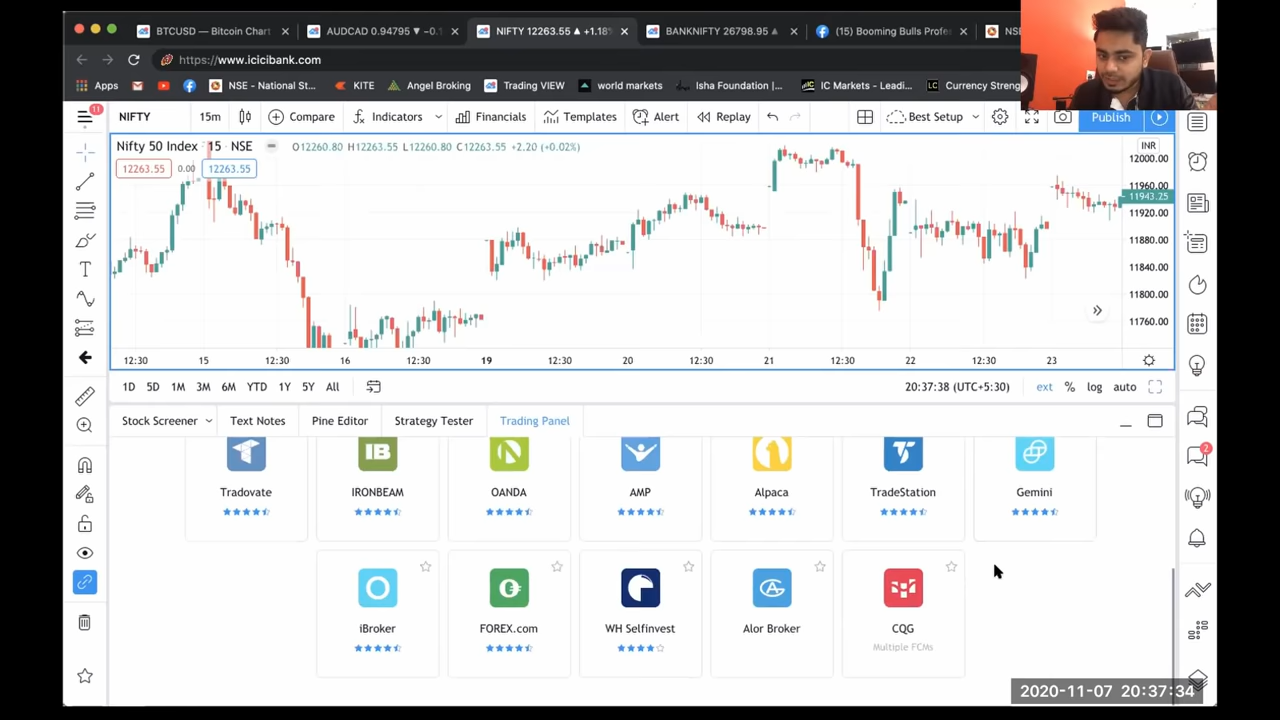 BTCUSD — Bitcoin Chart
AUDCAD 0.94795 ▼ −0.1
NIFTY 12263.55 ▲ +1.18%
BANKNIFTY 26798.95 ▲
(15) Booming Bulls Profe
NSE
https://www.icicibank.com
Apps
NSE - National St...
KITE
Angel Broking
Trading VIEW
world markets
Isha Foundation |...
IC Markets - Leadi...
LC
Currency Streng
11
NIFTY
15m
Compare
Indicators
Financials
Templates
Alert
Replay
Best Setup
Publish
Nifty 50 Index · 15 · NSE
O12260.80 H12263.55 L12260.80 C12263.55 +2.20 (+0.02%)
INR
12263.55
0.00
12263.55
12000.00
11960.00
11943.25
11920.00
11880.00
11840.00
11800.00
11760.00
12:30
15
12:30
16
12:30
19
12:30
20
12:30
21
12:30
22
12:30
23
1D 5D 1M 3M 6M YTD 1Y 5Y All
20:37:38 (UTC+5:30)
ext
%
log
auto
Stock Screener
Text Notes
Pine Editor
Strategy Tester
Trading Panel
2
IB
Tradovate
IRONBEAM
OANDA
AMP
Alpaca
TradeStation
Gemini
iBroker
FOREX.com
WH Selfinvest
Alor Broker
CQG
Multiple FCMs
2020-11-07 20:37:34